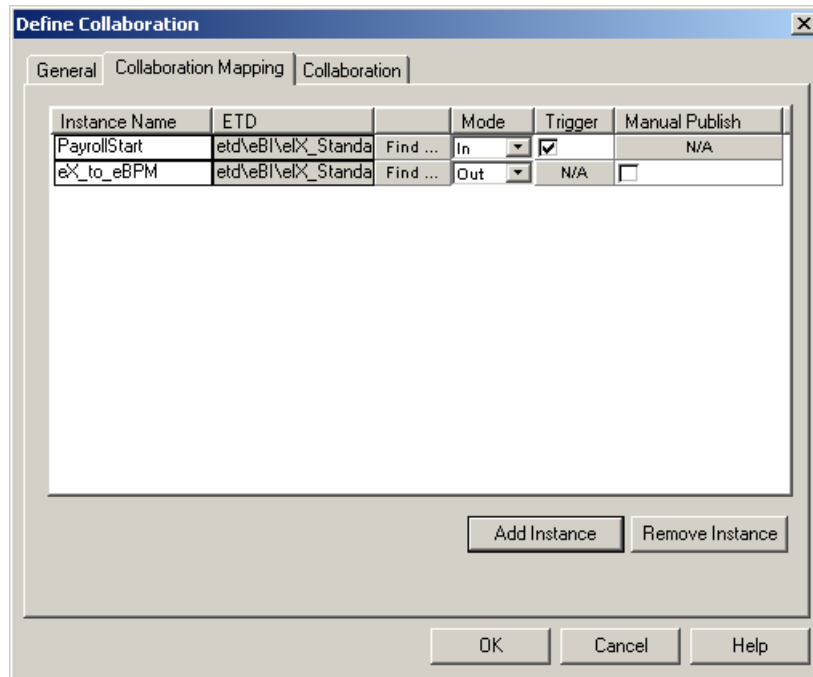 Define Collaboration
General Collaboration Mapping Collaboration
Instance Name ETD Mode Trigger Manual Publish
PayrollStart etd\eBI\eIX_Standa Find ... In N/A
eX_to_eBPM etd\eBI\eIX_Standa Find ... Out N/A
Add Instance Remove Instance
OK Cancel Help